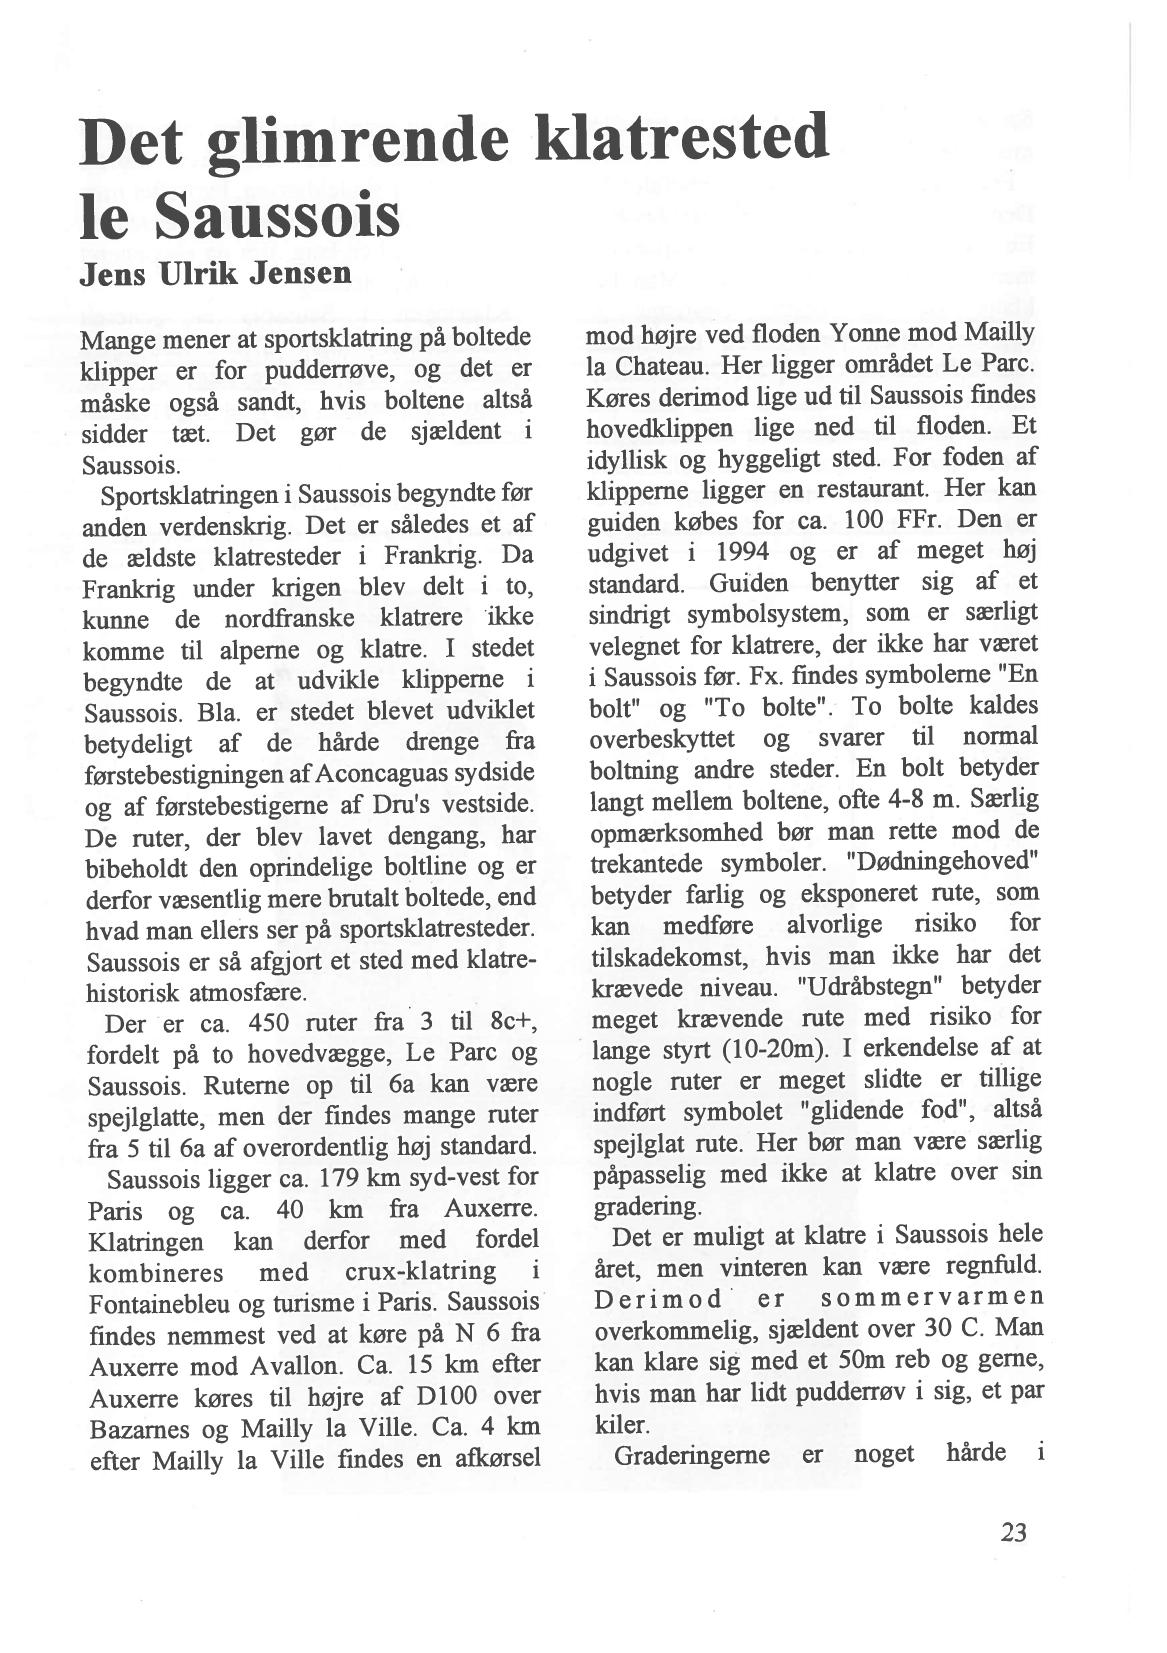 Det glimrende klatrested
le Saussois
Jens Ulrik Jensen
Mange mener at sportsklatring på boltede
klipper er for pudderrøve, og det er
måske også sandt, hvis boltene altså
sidder tæt. Det gør de sjældent i
Saussois.
Sportsklatringen i Saussois begyndte før
anden verdenskrig. Det er således et af
de ældste klatresteder i Frankrig. Da
Frankrig under krigen blev delt i to,
kunne de nordfranske klatrere ikke
komme til alperne og klatre. I stedet
begyndte de at udvikle klipperne i
Saussois. Bla. er stedet blevet udviklet
betydeligt af de hårde drenge fra
førstebestigningen af Aconcaguas sydside
og af førstebestigerne af Dru's vestside.
De ruter, der blev lavet dengang, har
bibeholdt den oprindelige boltline og er
derfor væsentlig mere brutalt boltede, end
hvad man ellers ser på sportsklatresteder.
Saussois er så afgjort et sted med klatre-
historisk atmosfære.
Der er ca. 450 ruter fra 3 til 8c+,
fordelt på to hovedvægge, Le Parc og
Saussois. Ruterne op til 6a kan være
spejlglatte, men der findes mange ruter
fra 5 til 6a af overordentlig høj standard.
Saussois ligger ca. 179 km syd-vest for
Paris og ca. 40 km fra Auxerre.
Klatringen kan derfor med fordel
kombineres med crux-klatring i
Fontainebleu og turisme i Paris. Saussois
findes nemmest ved at køre på N 6 fra
Auxerre mod Avallon. Ca. 15 km efter
Auxerre køres til højre af D100 over
Bazarnes og Mailly la Ville. Ca. 4 km
efter Mailly la Ville findes en afkørsel
mod højre ved floden Yonne mod Mailly
la Chateau. Her ligger området Le Parc.
Køres derimod lige ud til Saussois findes
hovedklippen lige ned til floden. Et
idyllisk og hyggeligt sted. For foden af
klipperne ligger en restaurant. Her kan
guiden købes for ca. 100 FFr. Den er
udgivet i 1994 og er af meget høj
standard. Guiden benytter sig af et
sindrigt symbolsystem, som er særligt
velegnet for klatrere, der ikke har været
i Saussois før. Fx. findes symbolerne "En
bolt" og "To bolte". To bolte kaldes
overbeskyttet og svarer til normal
boltning andre steder. En bolt betyder
langt mellem boltene, ofte 4-8 m. Særlig
opmærksomhed bør man rette mod de
trekantede symboler. "Dødningehoved"
betyder farlig og eksponeret rute, som
kan medføre alvorlige risiko for
tilskadekomst, hvis man ikke har det
krævede niveau. "Udråbstegn" betyder
meget krævende rute med risiko for
lange styrt (10-20m). I erkendelse af at
nogle ruter er meget slidte er tillige
indført symbolet "glidende fod", altså
spejlglat rute. Her bør man være særlig
påpasselig med ikke at klatre over sin
gradering.
Det er muligt at klatre i Saussois hele
året, men vinteren kan være regnfuld.
Derimod er sommervarmen
overkommelig, sjældent over 30 C. Man
kan klare sig med et 50m reb og gerne,
hvis man har lidt pudderrøv i sig, et par
kiler.
Graderingerne er noget hårde i
23